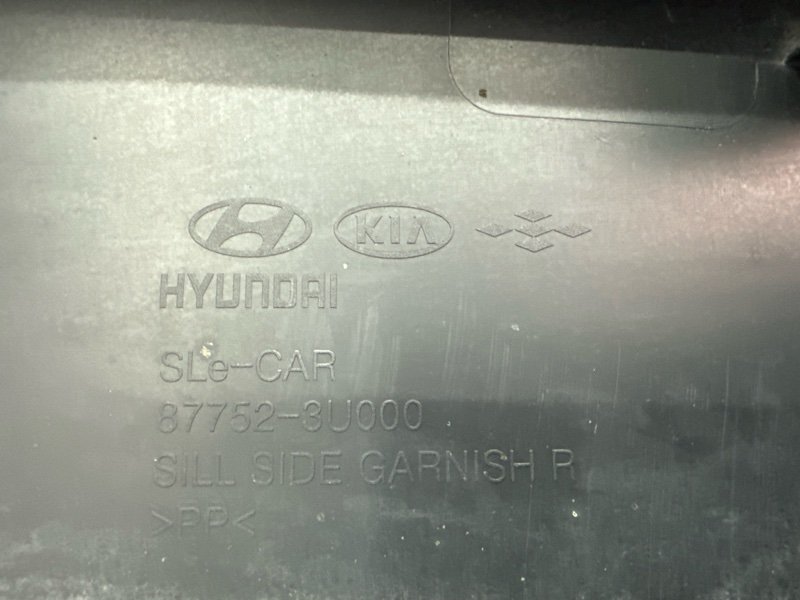 KIA
HYUNDAI
SLe-CAR
87752-3U000
SILL SIDE GARNISH R
>PP<